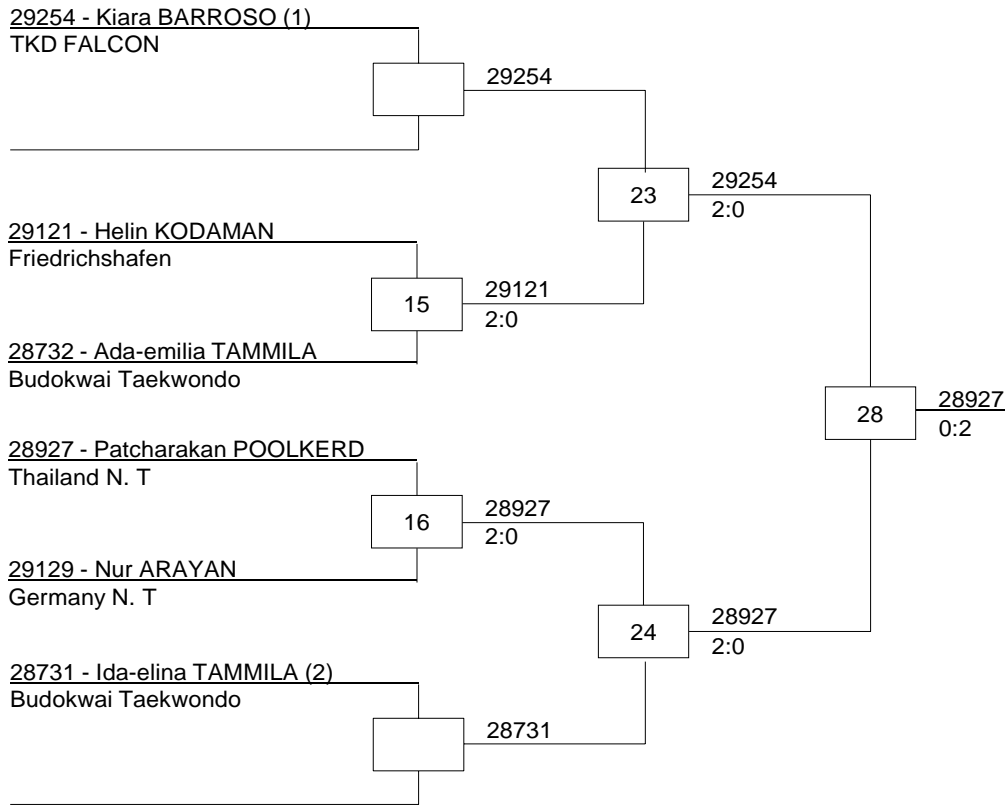 29254 - Kiara BARROSO (1)
TKD FALCON
29254
23
29254
2:0
29121 - Helin KODAMAN
Friedrichshafen
15
29121
2:0
28732 - Ada-emilia TAMMILA
Budokwai Taekwondo
28
28927
0:2
28927 - Patcharakan POOLKERD
Thailand N. T
16
28927
2:0
29129 - Nur ARAYAN
Germany N. T
24
28927
2:0
28731 - Ida-elina TAMMILA (2)
Budokwai Taekwondo
28731